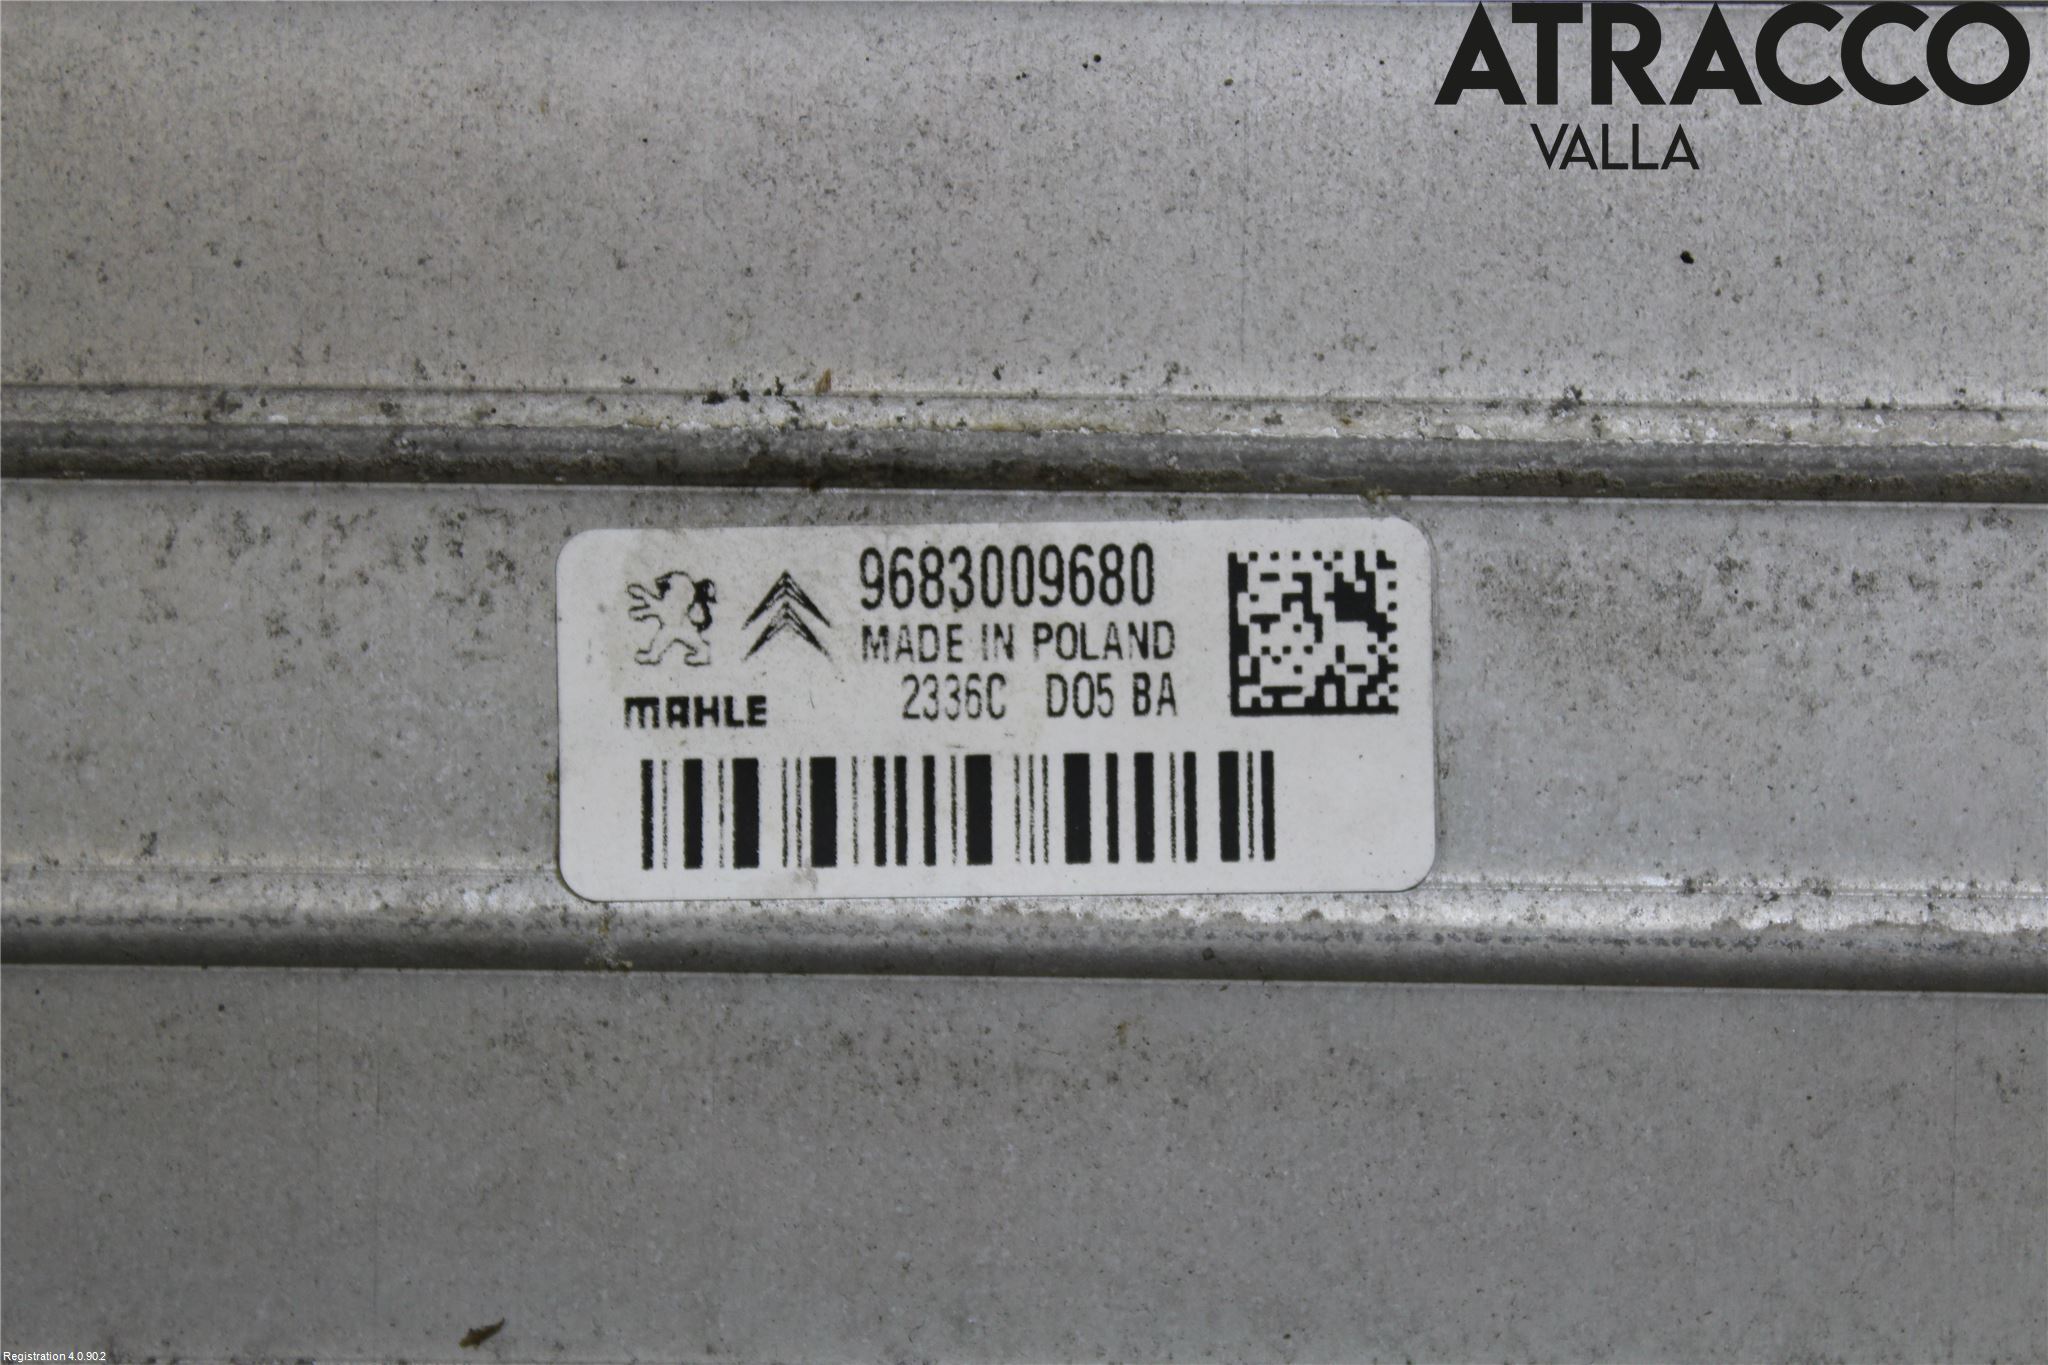 ATRACCO
VALLA
9683009680
MADE IN POLAND
2336C D05 BA
MAHLE
Registration 4.0.90.2